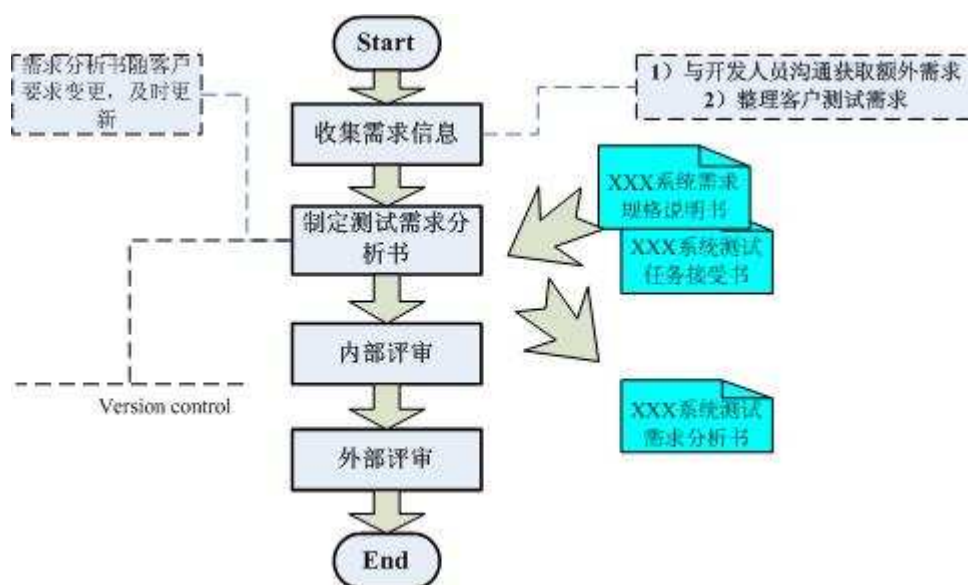 Start
需求分析书随客户
要求变更，及时更
新
1）与开发人员沟通获取额外需求
2）整理客户测试需求
收集需求信息
XXX系统需求
规格说明书
制定测试需求分
析书
XXX系统测试
任务接受书
内部评审
Version control
XXX系统测试
需求分析书
外部评审
End